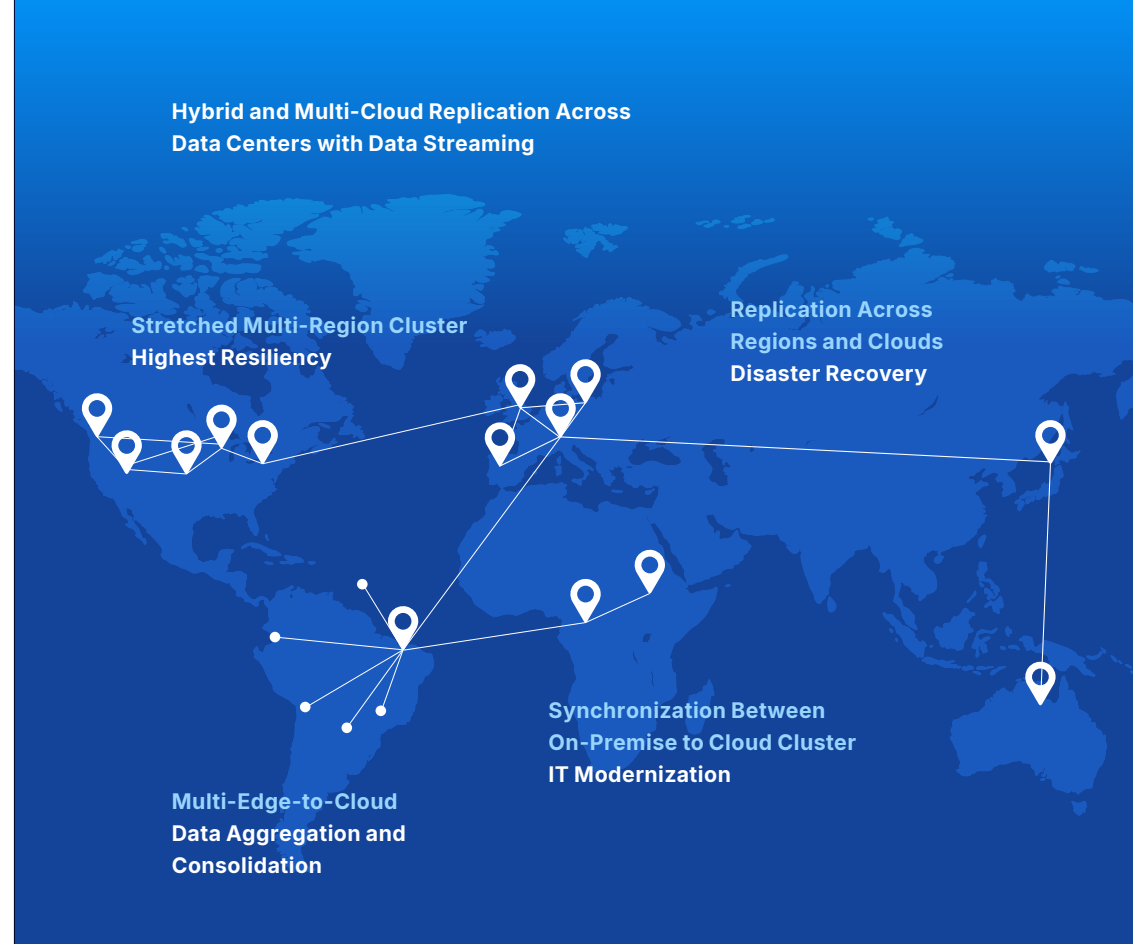 Hybrid and Multi-Cloud Replication Across
Data Centers with Data Streaming
Stretched Multi-Region Cluster
Highest Resiliency
Replication Across
Regions and Clouds
Disaster Recovery
Synchronization Between
On-Premise to Cloud Cluster
IT Modernization
Multi-Edge-to-Cloud
Data Aggregation and
Consolidation